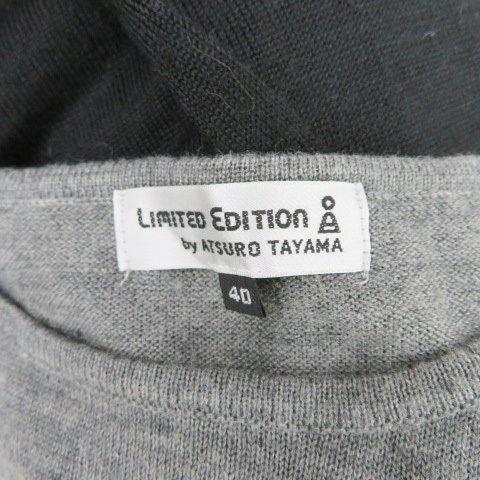 LIMITED EDITION
by ATSURO TAYAMA
40